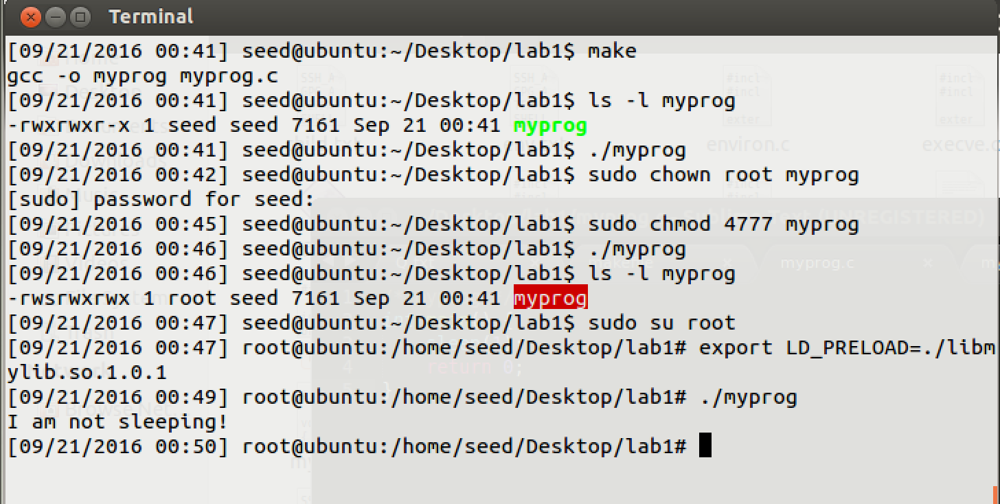 Terminal
[09/21/2016 00:41] seed@ubuntu:~/Desktop/lab1$ make
gcc -o myprog myprog.c
[09/21/2016 00:41] seed@ubuntu:~/Desktop/lab1$ ls -l myprog
-rwxrwxr-x 1 seed seed 7161 Sep 21 00:41 myprog
[09/21/2016 00:41] seed@ubuntu:~/Desktop/lab1$ ./myprog
[09/21/2016 00:42] seed@ubuntu:~/Desktop/lab1$ sudo chown root myprog
[sudo] password for seed:
[09/21/2016 00:45] seed@ubuntu:~/Desktop/lab1$ sudo chmod 4777 myprog
[09/21/2016 00:46] seed@ubuntu:~/Desktop/lab1$ ./myprog
[09/21/2016 00:46] seed@ubuntu:~/Desktop/lab1$ ls -l myprog
-rwsrwxrwx 1 root seed 7161 Sep 21 00:41 myprog
[09/21/2016 00:47] seed@ubuntu:~/Desktop/lab1$ sudo su root
[09/21/2016 00:47] root@ubuntu:/home/seed/Desktop/lab1# export LD_PRELOAD=./libm
ylib.so.1.0.1
[09/21/2016 00:49] root@ubuntu:/home/seed/Desktop/lab1# ./myprog
I am not sleeping!
[09/21/2016 00:50] root@ubuntu:/home/seed/Desktop/lab1#